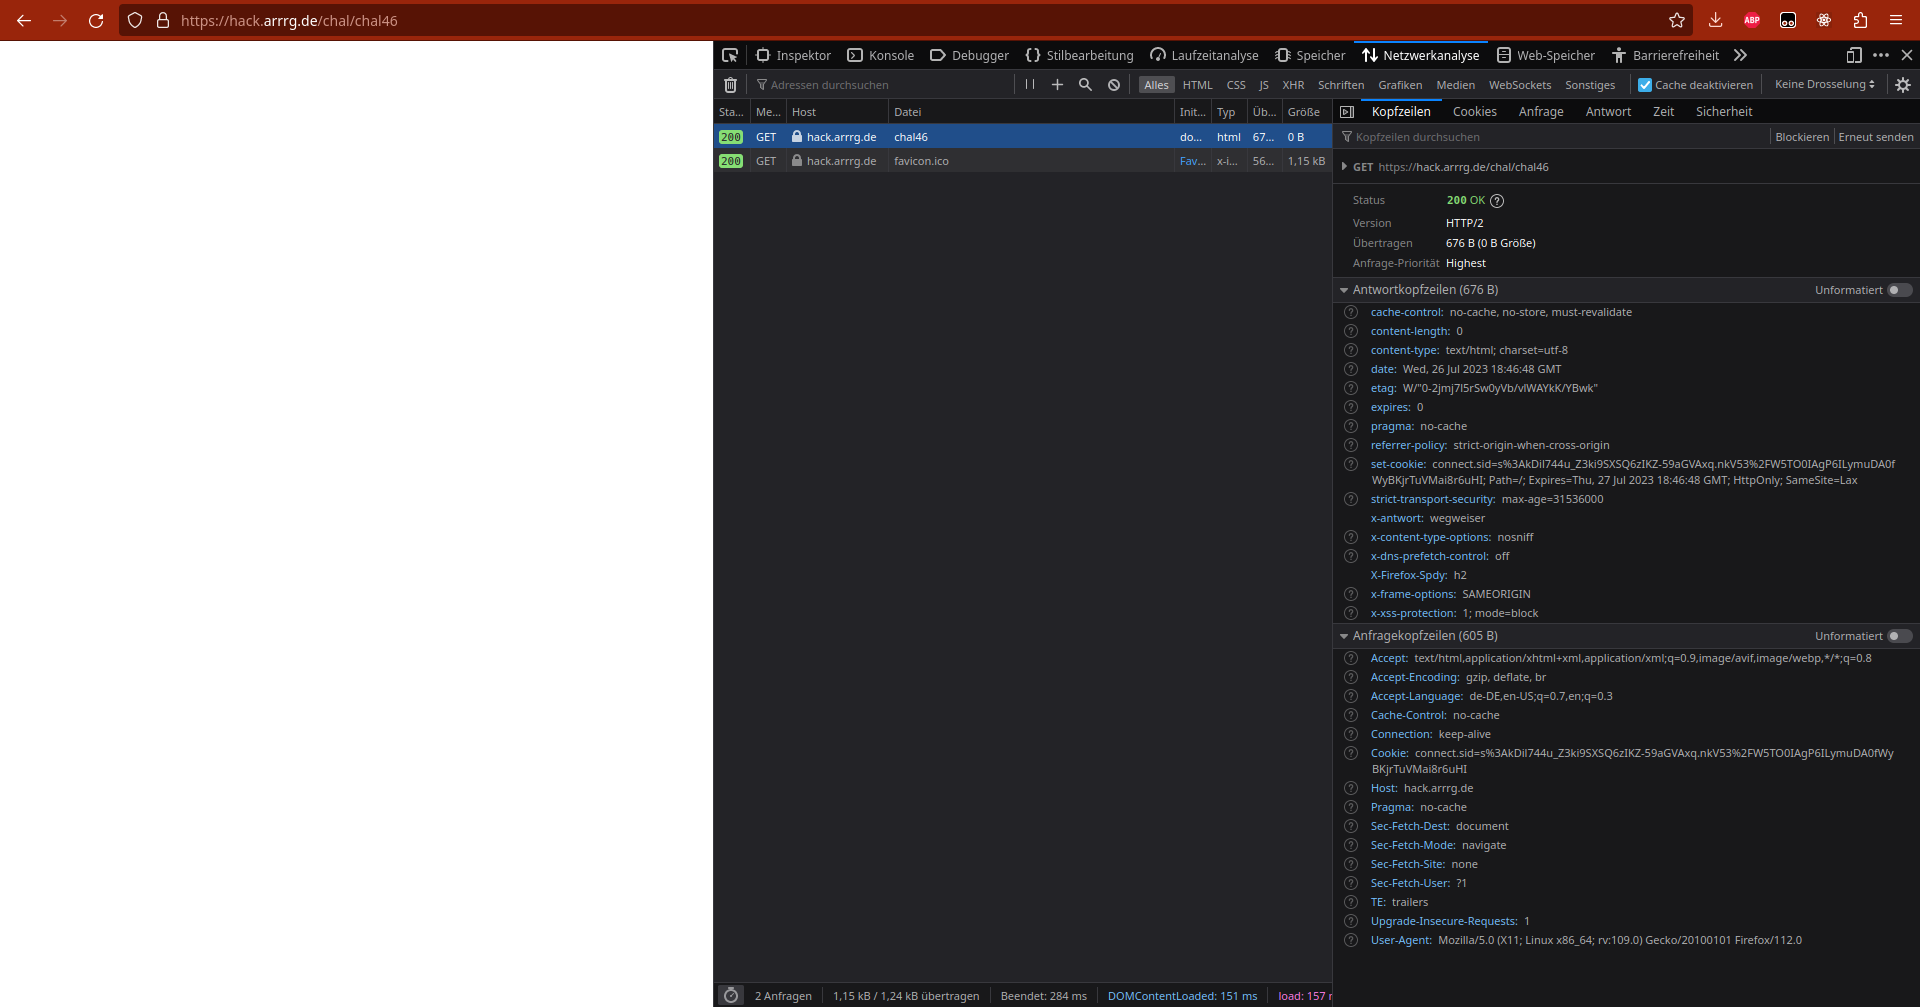 https://hack.arrrg.de/chal/chal46
ABP
Inspektor Konsole Debugger Stilbearbeitung Laufzeitanalyse Speicher Netzwerkanalyse Web-Speicher Barrierefreiheit
Adressen durchsuchen Alles HTML CSS JS XHR Schriften Grafiken Medien WebSockets Sonstiges Cache deaktivieren Keine Drosselung
Sta... Me... Host Datei Init... Typ Üb... Größe
200 GET hack.arrrg.de chal46 do... html 67... 0 B
200 GET hack.arrrg.de favicon.ico Fav... x-i... 56... 1,15 kB
Kopfzeilen Cookies Anfrage Antwort Zeit Sicherheit
Kopfzeilen durchsuchen Blockieren Erneut senden
GET https://hack.arrrg.de/chal/chal46
Status 200 OK
Version HTTP/2
Übertragen 676 B (0 B Größe)
Anfrage-Priorität Highest
Antwortkopfzeilen (676 B) Unformatiert
cache-control: no-cache, no-store, must-revalidate
content-length: 0
content-type: text/html; charset=utf-8
date: Wed, 26 Jul 2023 18:46:48 GMT
etag: W/"0-2jmj7l5rSw0yVb/vlWAYkK/YBwk"
expires: 0
pragma: no-cache
referrer-policy: strict-origin-when-cross-origin
set-cookie: connect.sid=s%3AkDil744u_Z3ki9SXSQ6zIKZ-59aGVAxq.nkV53%2FW5TO0IAgP6ILymuDA0f
WyBKjrTuVMai8r6uHI; Path=/; Expires=Thu, 27 Jul 2023 18:46:48 GMT; HttpOnly; SameSite=Lax
strict-transport-security: max-age=31536000
x-antwort: wegweiser
x-content-type-options: nosniff
x-dns-prefetch-control: off
X-Firefox-Spdy: h2
x-frame-options: SAMEORIGIN
x-xss-protection: 1; mode=block
Anfragekopfzeilen (605 B) Unformatiert
Accept: text/html,application/xhtml+xml,application/xml;q=0.9,image/avif,image/webp,*/*;q=0.8
Accept-Encoding: gzip, deflate, br
Accept-Language: de-DE,en-US;q=0.7,en;q=0.3
Cache-Control: no-cache
Connection: keep-alive
Cookie: connect.sid=s%3AkDil744u_Z3ki9SXSQ6zIKZ-59aGVAxq.nkV53%2FW5TO0IAgP6ILymuDA0fWy
BKjrTuVMai8r6uHI
Host: hack.arrrg.de
Pragma: no-cache
Sec-Fetch-Dest: document
Sec-Fetch-Mode: navigate
Sec-Fetch-Site: none
Sec-Fetch-User: ?1
TE: trailers
Upgrade-Insecure-Requests: 1
User-Agent: Mozilla/5.0 (X11; Linux x86_64; rv:109.0) Gecko/20100101 Firefox/112.0
2 Anfragen 1,15 kB / 1,24 kB übertragen Beendet: 284 ms DOMContentLoaded: 151 ms load: 157